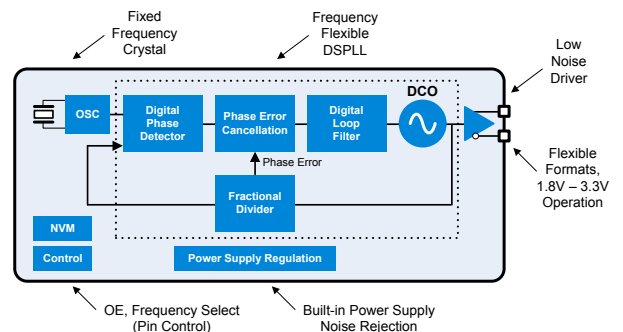 Fixed
Frequency
Crystal
Frequency
Flexible
DSPLL
Low
Noise
Driver
OSC
Digital
Phase
Detector
Phase Error
Cancellation
Digital
Loop
Filter
DCO
Phase Error
Fractional
Divider
Flexible
Formats,
1.8V – 3.3V
Operation
NVM
Control
Power Supply Regulation
OE, Frequency Select
(Pin Control)
Built-in Power Supply
Noise Rejection